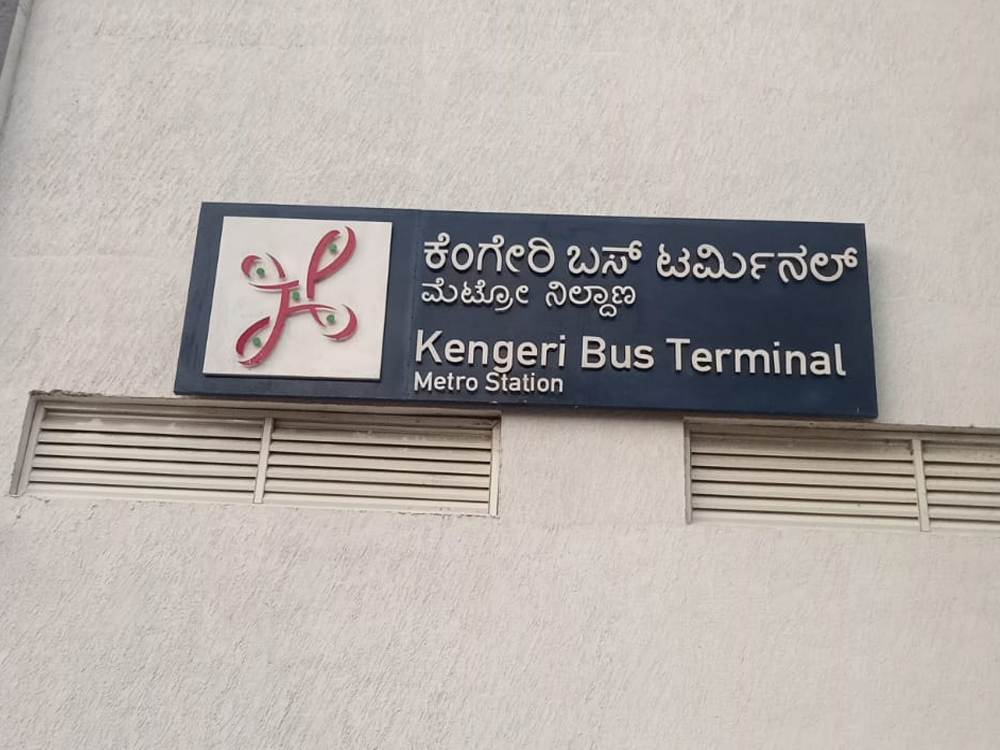 ಕೆಂಗೇರಿ ಬಸ್ ಟರ್ಮಿನಲ್
ಮೆಟ್ರೋ ನಿಲ್ದಾಣ
Kengeri Bus Terminal
Metro Station